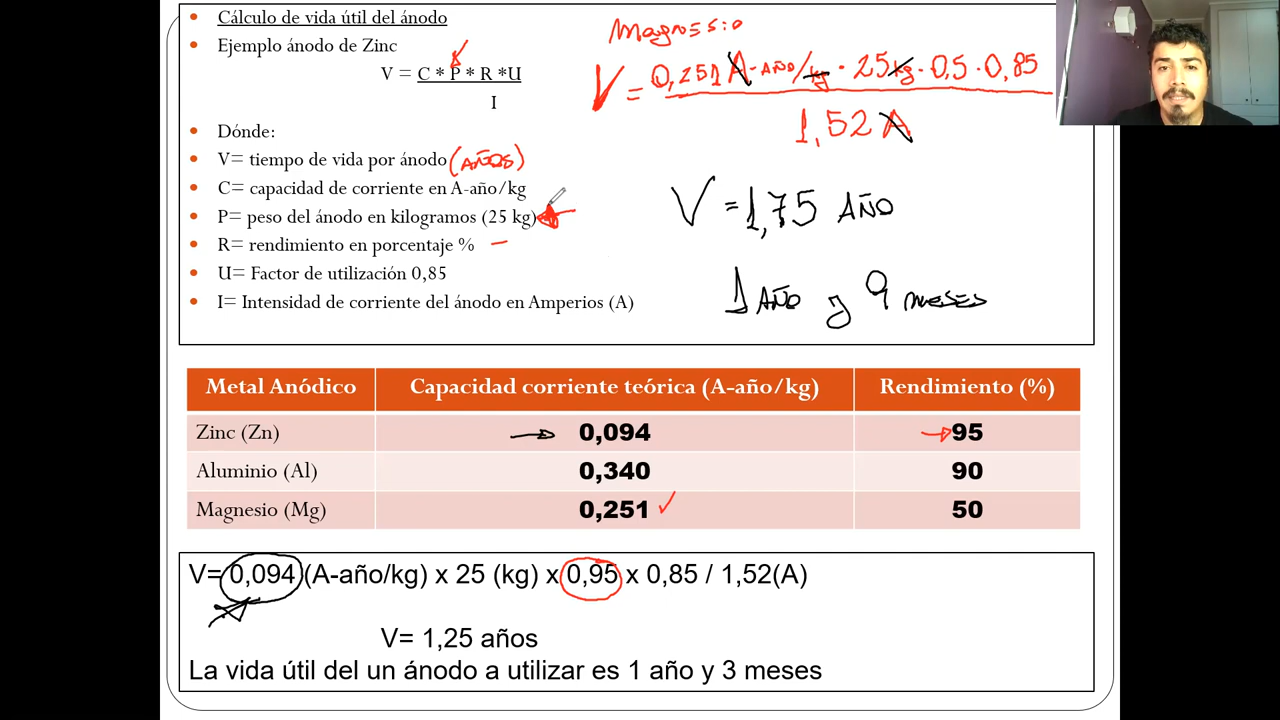 • Cálculo de vida útil del ánodo
• Ejemplo ánodo de Zinc
V = C * P * R *U
I
• Dónde:
• V= tiempo de vida por ánodo (AÑOS)
• C= capacidad de corriente en A-año/kg
• P= peso del ánodo en kilogramos (25 kg)
• R= rendimiento en porcentaje %
• U= Factor de utilización 0,85
• I= Intensidad de corriente del ánodo en Amperios (A)
Magnesio
V = 0,251 A-AÑO/kg · 25 kg · 0,5 · 0,85
1,52 A
V = 1,75 AÑO
1 AÑO y 9 meses
Metal Anódico Capacidad corriente teórica (A-año/kg) Rendimiento (%)
Zinc (Zn) 0,094 95
Aluminio (Al) 0,340 90
Magnesio (Mg) 0,251 50
V= 0,094 (A-año/kg) x 25 (kg) x 0,95 x 0,85 / 1,52(A)
V= 1,25 años
La vida útil del un ánodo a utilizar es 1 año y 3 meses